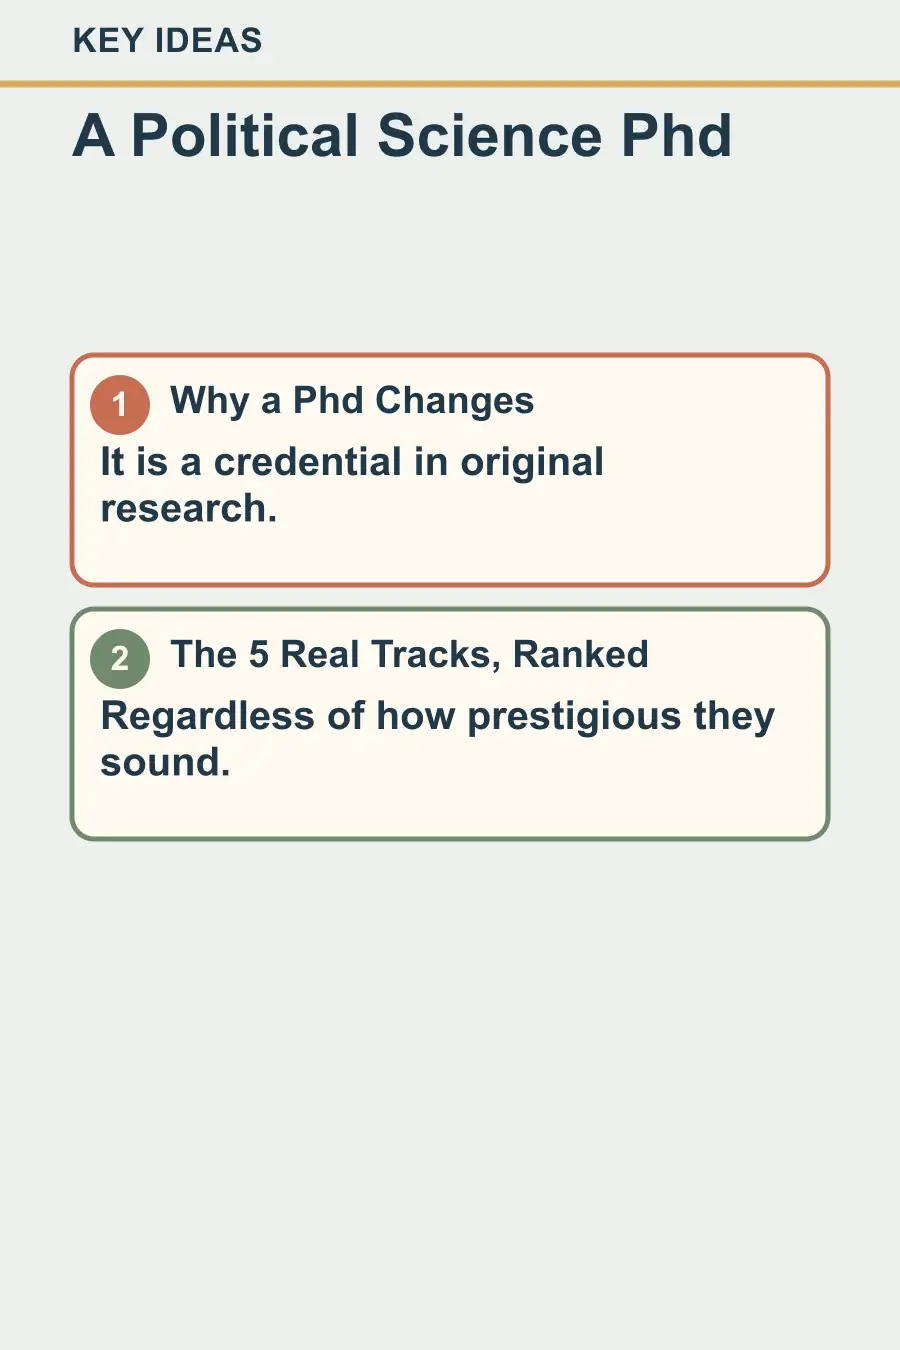 KEY IDEAS
A Political Science Phd
1 Why a Phd Changes
It is a credential in original
research.
2 The 5 Real Tracks, Ranked
Regardless of how prestigious they
sound.